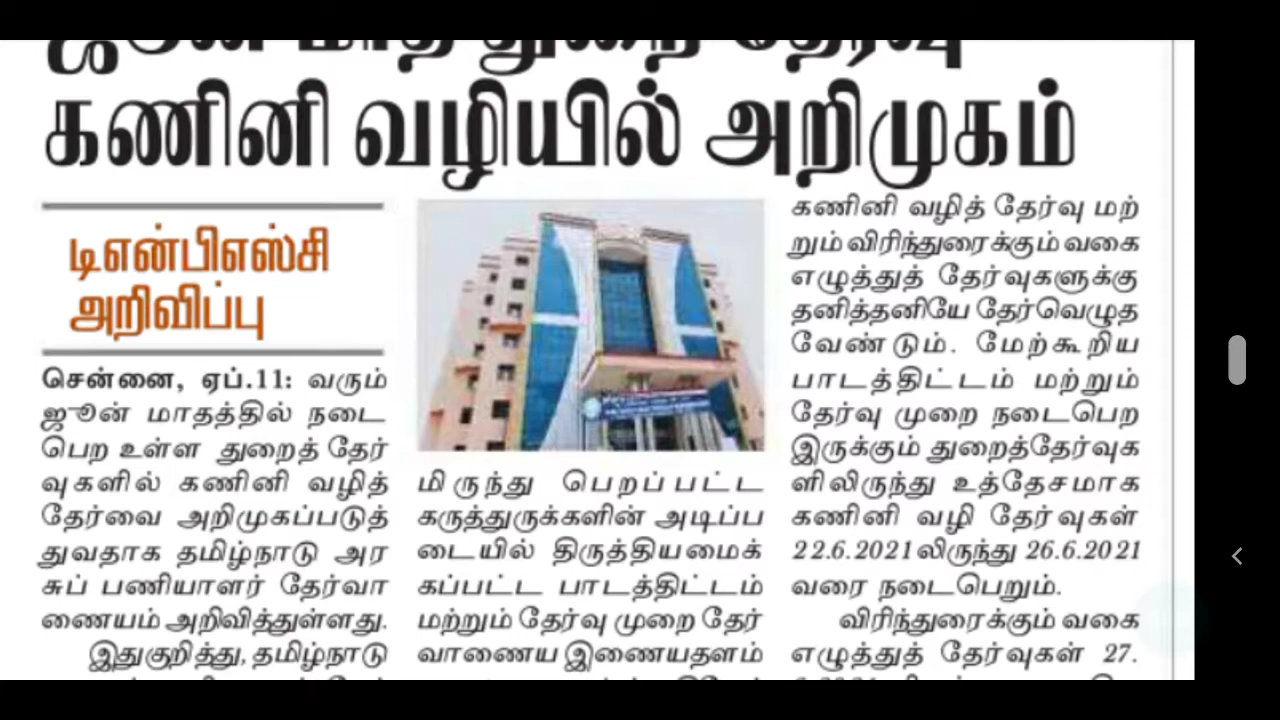 ஜூன் மாத துறை தேர்வு
கணினி வழியில் அறிமுகம்
டிஎன்பிஎஸ்சி
அறிவிப்பு
சென்னை, ஏப்.11: வரும்
ஜூன் மாதத்தில் நடை
பெற உள்ள துறைத் தேர்
வுகளில் கணினி வழித்
தேர்வை அறிமுகப்படுத்
துவதாக தமிழ்நாடு அர
சுப் பணியாளர் தேர்வா
ணையம் அறிவித்துள்ளது.
இதுகுறித்து, தமிழ்நாடு
மிருந்து பெறப்பட்ட
கருத்துருக்களின் அடிப்ப
டையில் திருத்தியமைக்
கப்பட்ட பாடத்திட்டம்
மற்றும் தேர்வு முறை தேர்
வாணைய இணையதளம்
கணினி வழித் தேர்வு மற்
றும் விரிந்துரைக்கும் வகை
எழுத்துத் தேர்வுகளுக்கு
தனித்தனியே தேர்வெழுத
வேண்டும். மேற்கூறிய
பாடத்திட்டம் மற்றும்
தேர்வு முறை நடைபெற
இருக்கும் துறைத்தேர்வுக
ளிலிருந்து உத்தேசமாக
கணினி வழி தேர்வுகள்
22.6.2021லிருந்து 26.6.2021
வரை நடைபெறும்.
விரிந்துரைக்கும் வகை
எழுத்துத் தேர்வுகள் 27.